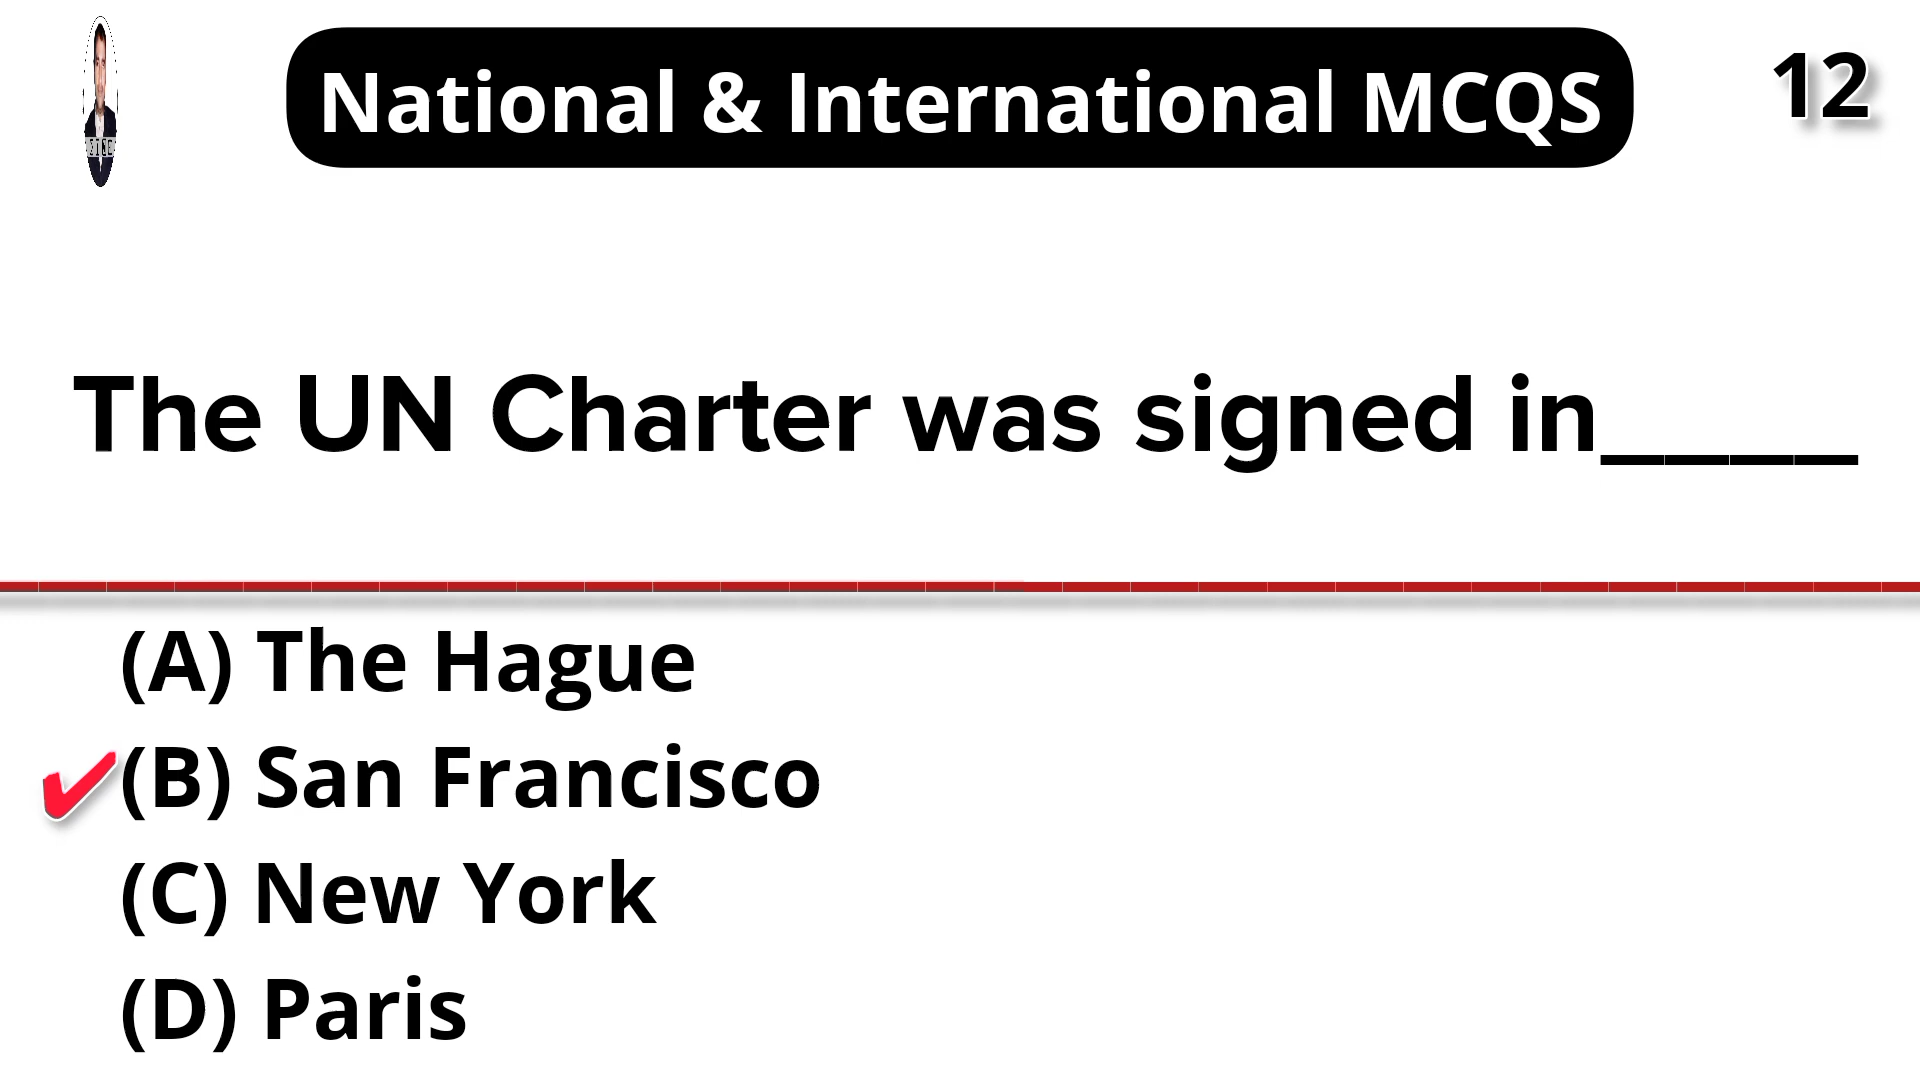 National & International MCQS
12
The UN Charter was signed in_____
(A) The Hague
✔(B) San Francisco
(C) New York
(D) Paris